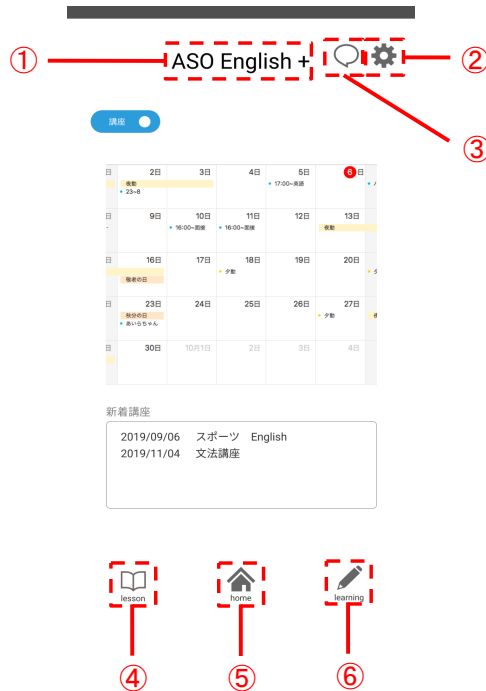 ① ASO English + ②
③
講座
日 2日 3日 4日 5日 6 日
夜勤
23~8 17:00~英語
日 9日 10日 11日 12日 13日
16:00~面接 16:00~面接 夜勤
日 16日 17日 18日 19日 20日
夕勤
敬老の日
日 23日 24日 25日 26日 27日
秋分の日 夕勤
あいらちゃん
日 30日 10月1日 2日 3日 4日
新着講座
2019/09/06 スポーツ English
2019/11/04 文法講座
lesson home learning
④ ⑤ ⑥